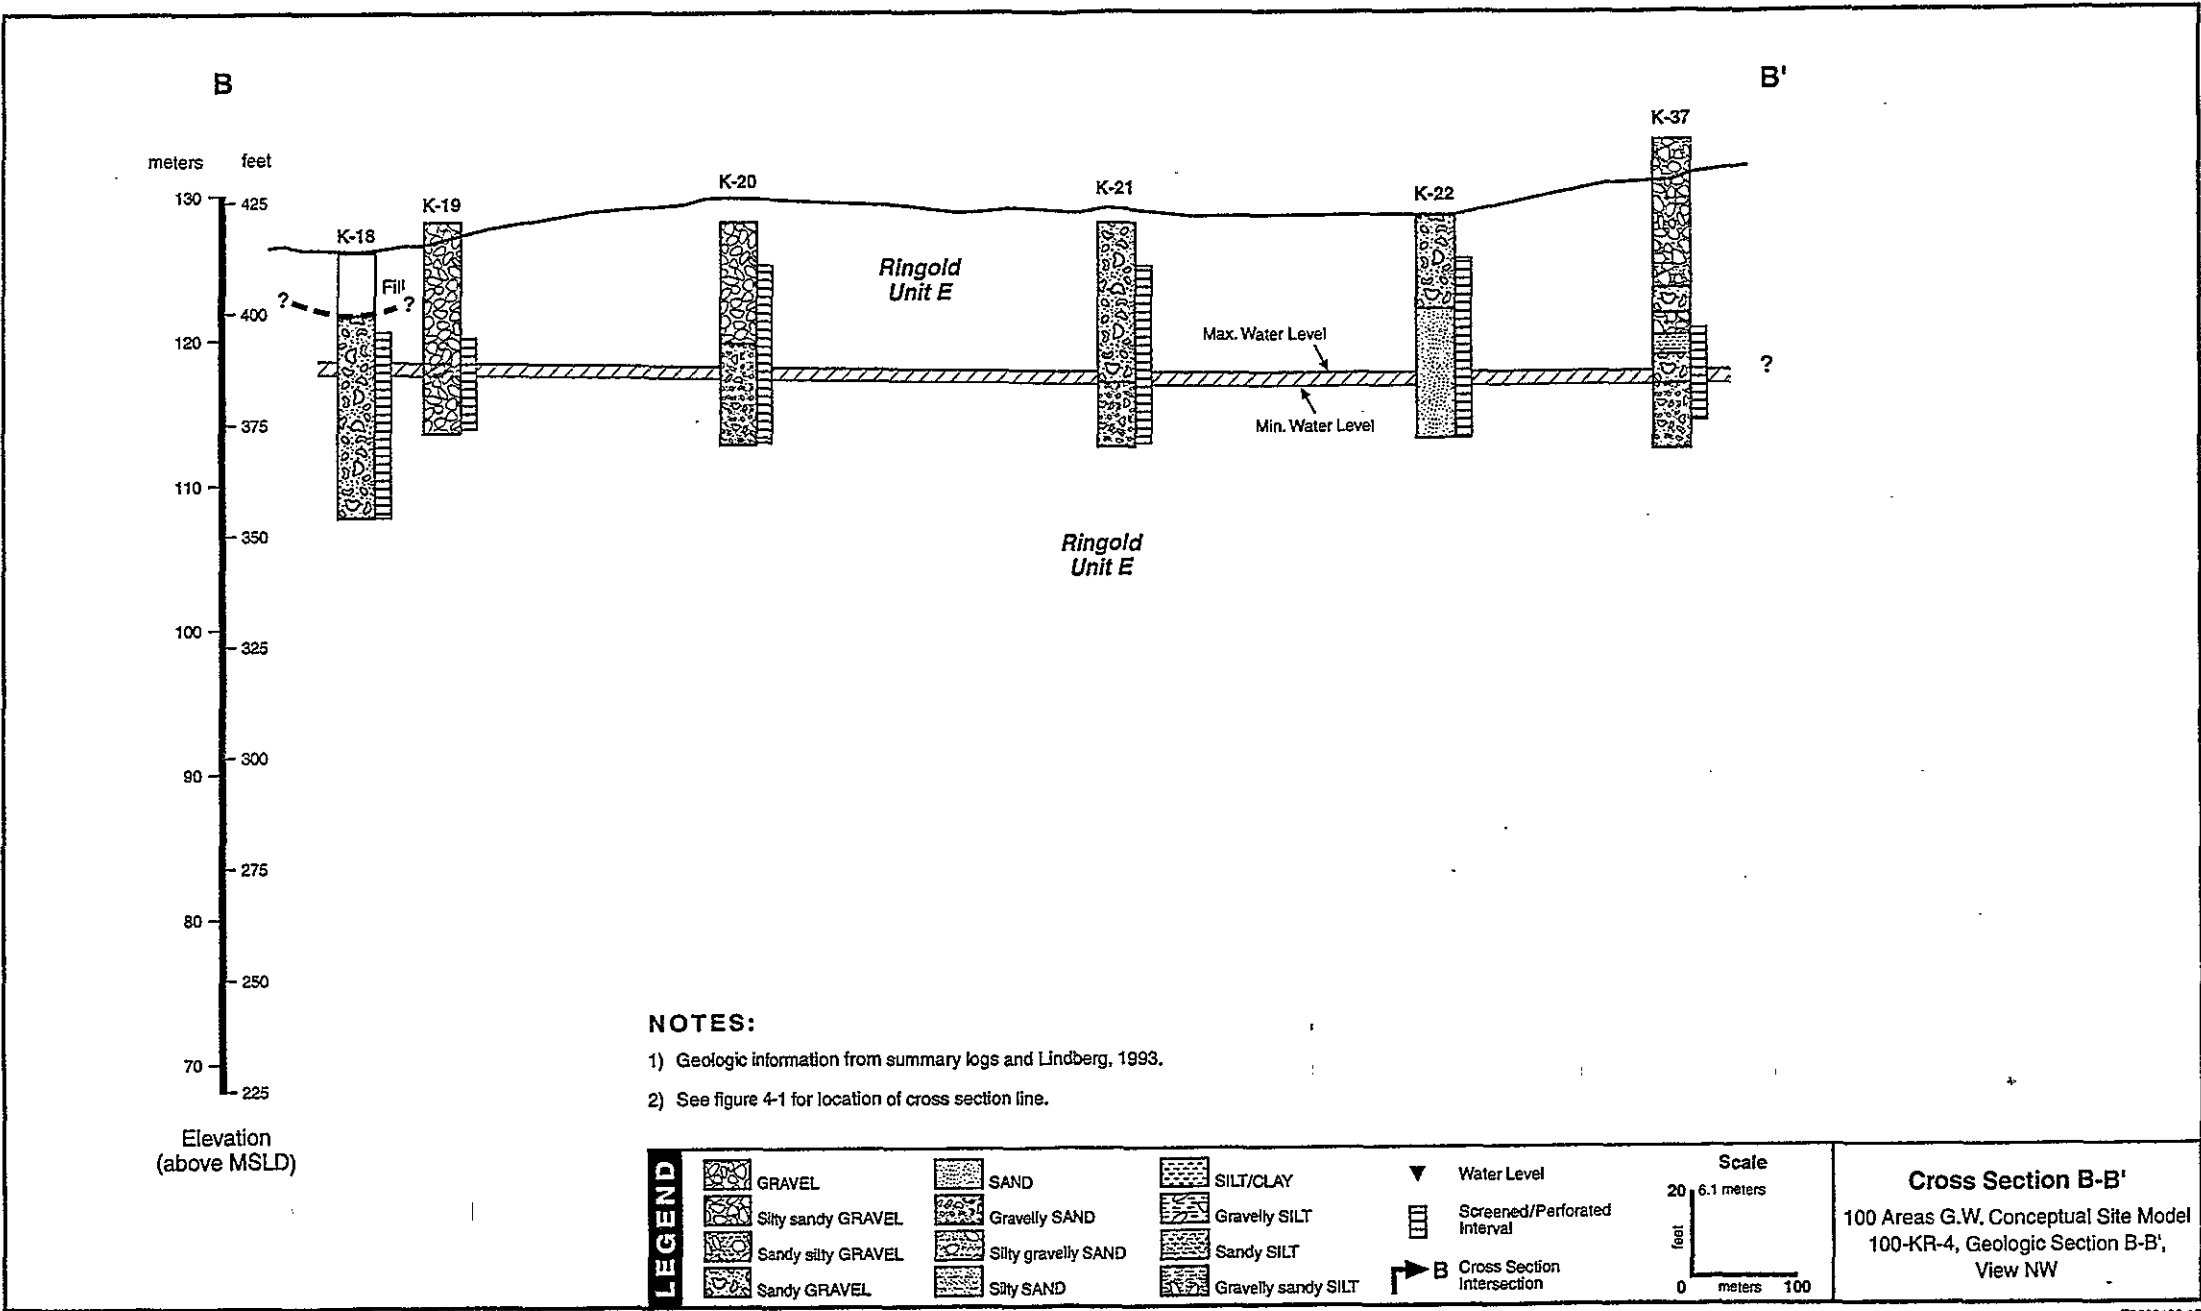 B
B'
K-37
meters feet
K-20
K-21
K-22
130
425
K-19
K-18
Fill
?
?
Ringold
Unit E
400
Max. Water Level
120
?
375
Min. Water Level
110
350
Ringold
Unit E
100
325
300
90
275
80
250
NOTES:
1) Geologic information from summary logs and Lindberg, 1993.
70
225
2) See figure 4-1 for location of cross section line.
Elevation
(above MSLD)
LEGEND
GRAVEL
Silty sandy GRAVEL
Sandy silty GRAVEL
Sandy GRAVEL
SAND
Gravelly SAND
Silty gravelly SAND
Silty SAND
SILT/CLAY
Gravelly SILT
Sandy SILT
Gravelly sandy SILT
Water Level
Screened/Perforated
Interval
B Cross Section
Intersection
Scale
20 6.1 meters
feet
0 meters 100
Cross Section B-B'
100 Areas G.W. Conceptual Site Model
100-KR-4, Geologic Section B-B',
View NW